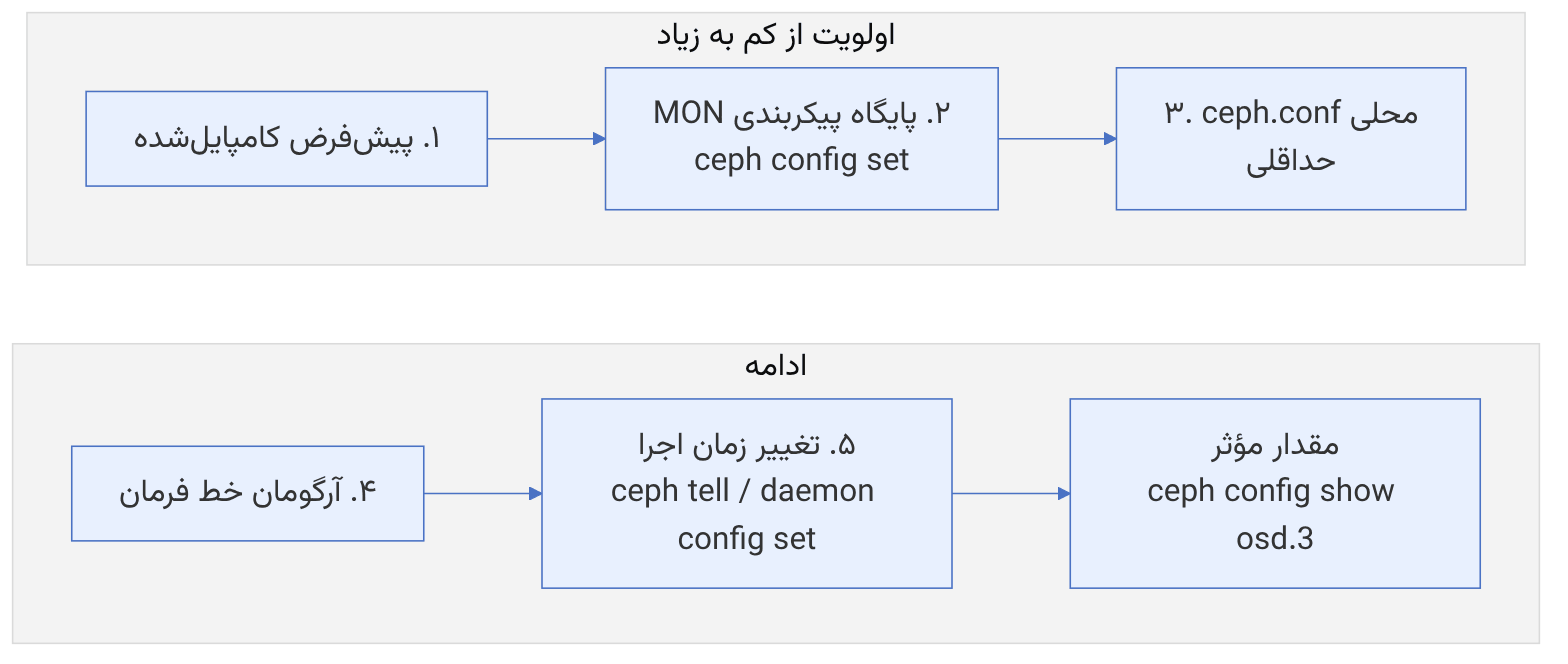 اولویت از کم به زیاد
۱. پیش‌فرض کامپایل‌شده
۲. پایگاه پیکربندی MON
ceph config set
۳. ceph.conf محلی
حداقلی
ادامه
۴. آرگومان خط فرمان
۵. تغییر زمان اجرا
ceph tell / daemon
config set
مقدار مؤثر
ceph config show
osd.3